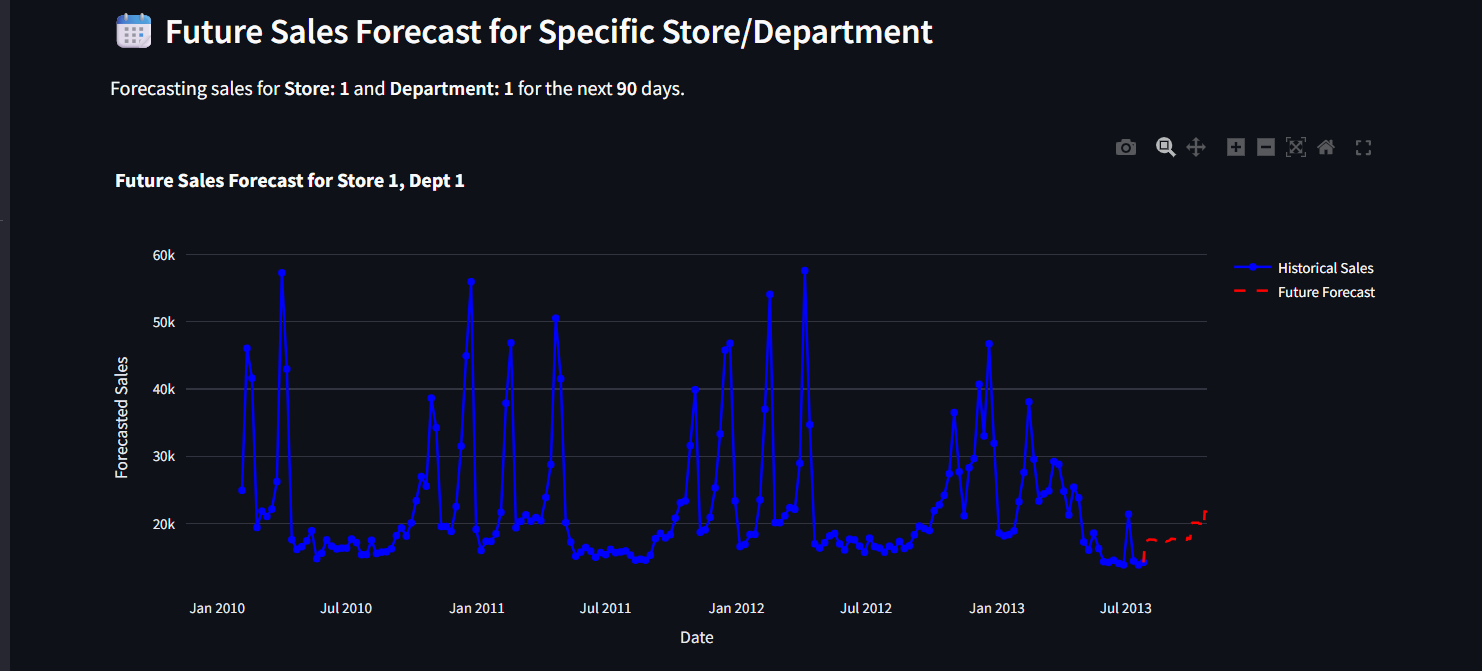 Future Sales Forecast for Specific Store/Department
Forecasting sales for Store: 1 and Department: 1 for the next 90 days.
Future Sales Forecast for Store 1, Dept 1
60k
50k
40k
30k
20k
Forecasted Sales
Historical Sales
Future Forecast
Jan 2010
Jul 2010
Jan 2011
Jul 2011
Jan 2012
Jul 2012
Jan 2013
Jul 2013
Date